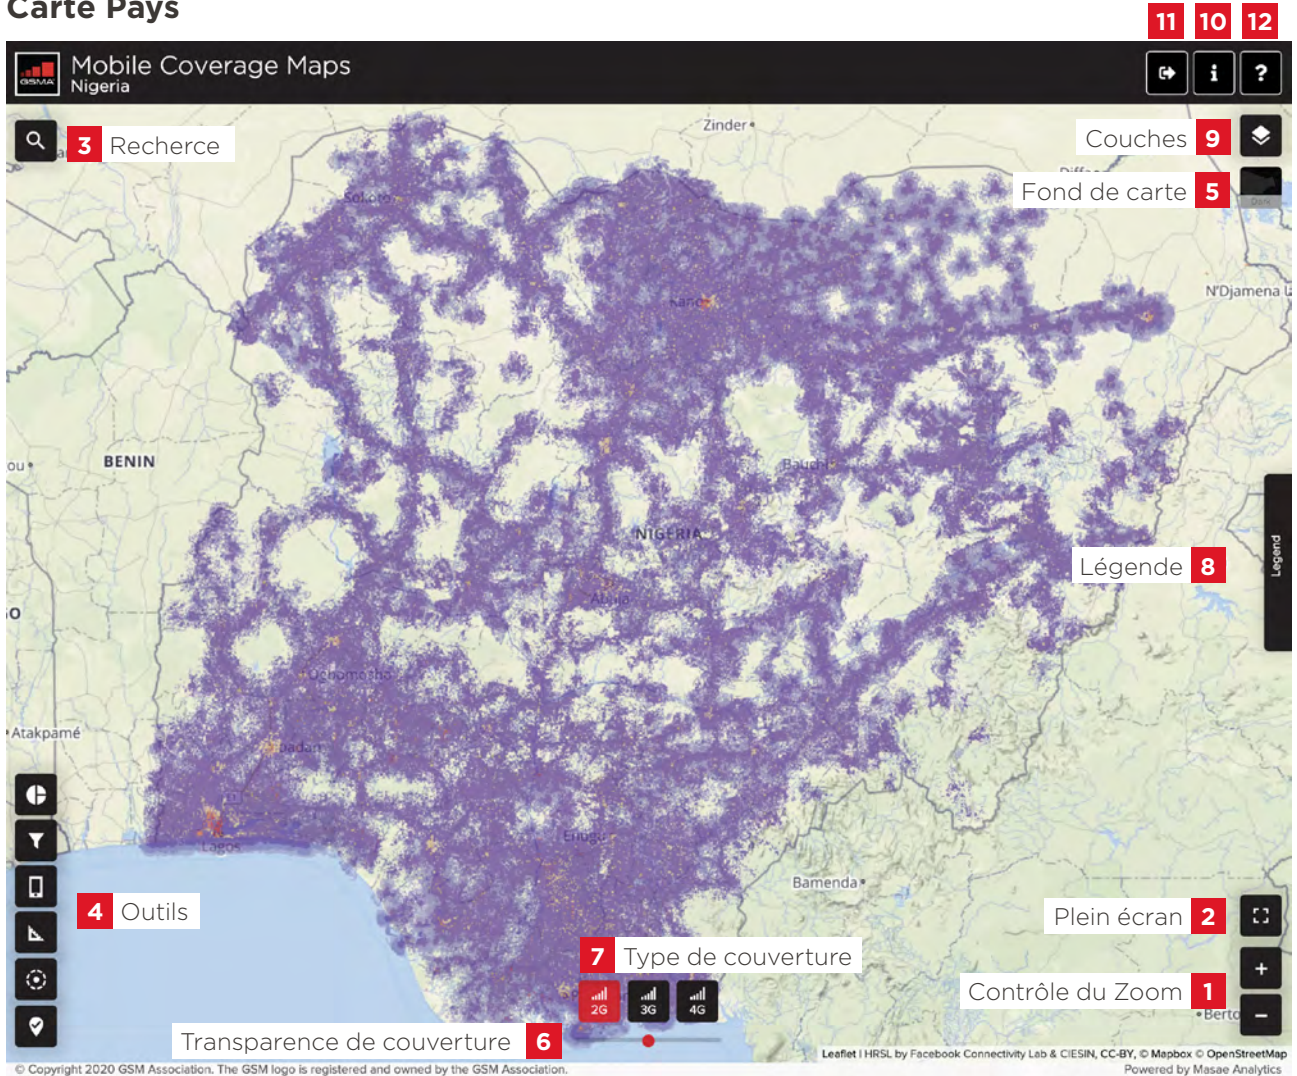 Carte Pays
11 10 12
GSMA
Mobile Coverage Maps
Nigeria
i ?
3 Recherce
Zinder
Couches 9
Fond de carte 5
Sokoto
N'Djamena
Kano
BENIN
Bauchi
NIGERIA
Legend
Légende 8
Abuja
Ogbomosho
Atakpamé
Ibadan
Enugu
Lagos
Bamenda
4 Outils
Plein écran 2
7 Type de couverture
2G 3G 4G
+
Contrôle du Zoom 1
−
Transparence de couverture 6
Leaflet | HRSL by Facebook Connectivity Lab & CIESIN, CC-BY, © Mapbox © OpenStreetMap
© Copyright 2020 GSM Association. The GSM logo is registered and owned by the GSM Association.
Powered by Masae Analytics